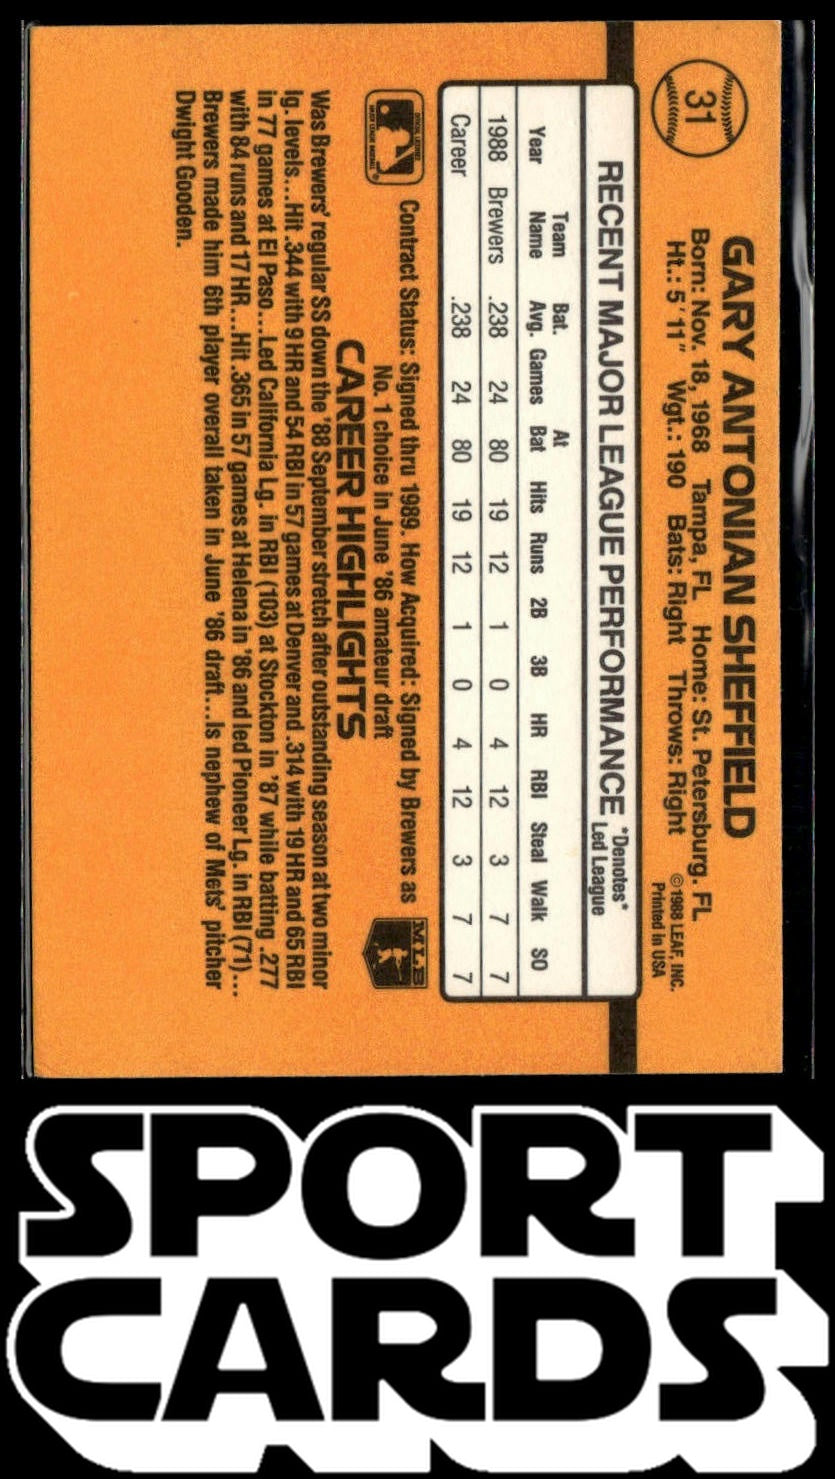 31
GARY ANTONIAN SHEFFIELD
Born: Nov. 18, 1968 Tampa, FL Home: St. Petersburg, FL
Ht.: 5'11" Wgt.: 190 Bats: Right Throws: Right
©1988 LEAF, INC.
Printed in USA
RECENT MAJOR LEAGUE PERFORMANCE *Denotes*
Led League
Year Team Name Bat. Avg. Games At Bat Hits Runs 2B 3B HR RBI Steal Walk SO
1988 Brewers .238 24 80 19 12 1 0 4 12 3 7 7
Career .238 24 80 19 12 1 0 4 12 3 7 7
Contract Status: Signed thru 1989. How Acquired: Signed by Brewers as
No. 1 choice in June '86 amateur draft
MLB
CAREER HIGHLIGHTS
Was Brewers' regular SS down the '88 September stretch after outstanding season at two minor
lg. levels...Hit .344 with 9 HR and 54 RBI in 57 games at Denver and .314 with 19 HR and 65 RBI
in 77 games at El Paso...Led California Lg. in RBI (103) at Stockton in '87 while batting .277
with 84 runs and 17 HR...Hit .365 in 57 games at Helena in '86 and led Pioneer Lg. in RBI (71)...
Brewers made him 6th player overall taken in June '86 draft...Is nephew of Mets' pitcher
Dwight Gooden.
SPORT
CARDS